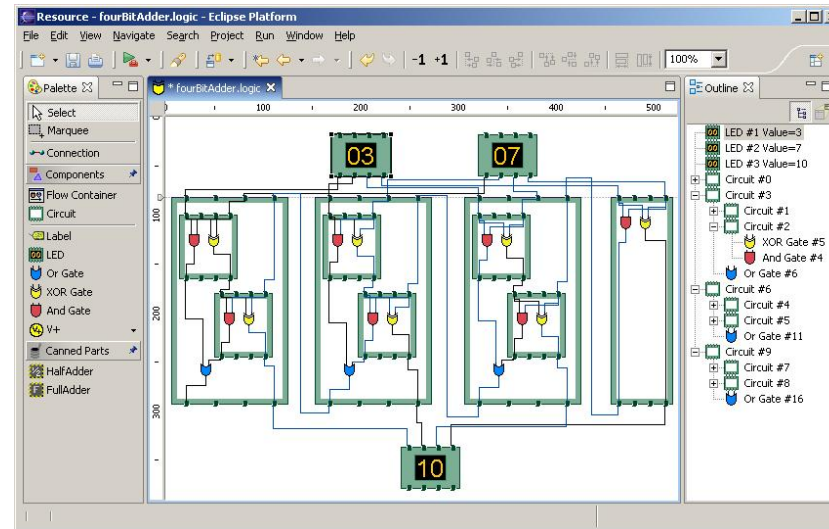 Resource - fourBitAdder.logic - Eclipse Platform
File Edit View Navigate Search Project Run Window Help
-1 +1 100%
Palette
Select
Marquee
Connection
Components
Flow Container
Circuit
Label
LED
Or Gate
XOR Gate
And Gate
V+
Canned Parts
HalfAdder
FullAdder
* fourBitAdder.logic
0 100 200 300 400 500
0
100
200
300
03 07
10
Outline
LED #1 Value=3
LED #2 Value=7
LED #3 Value=10
Circuit #0
Circuit #3
Circuit #1
Circuit #2
XOR Gate #5
And Gate #4
Or Gate #6
Circuit #6
Circuit #4
Circuit #5
Or Gate #11
Circuit #9
Circuit #7
Circuit #8
Or Gate #16